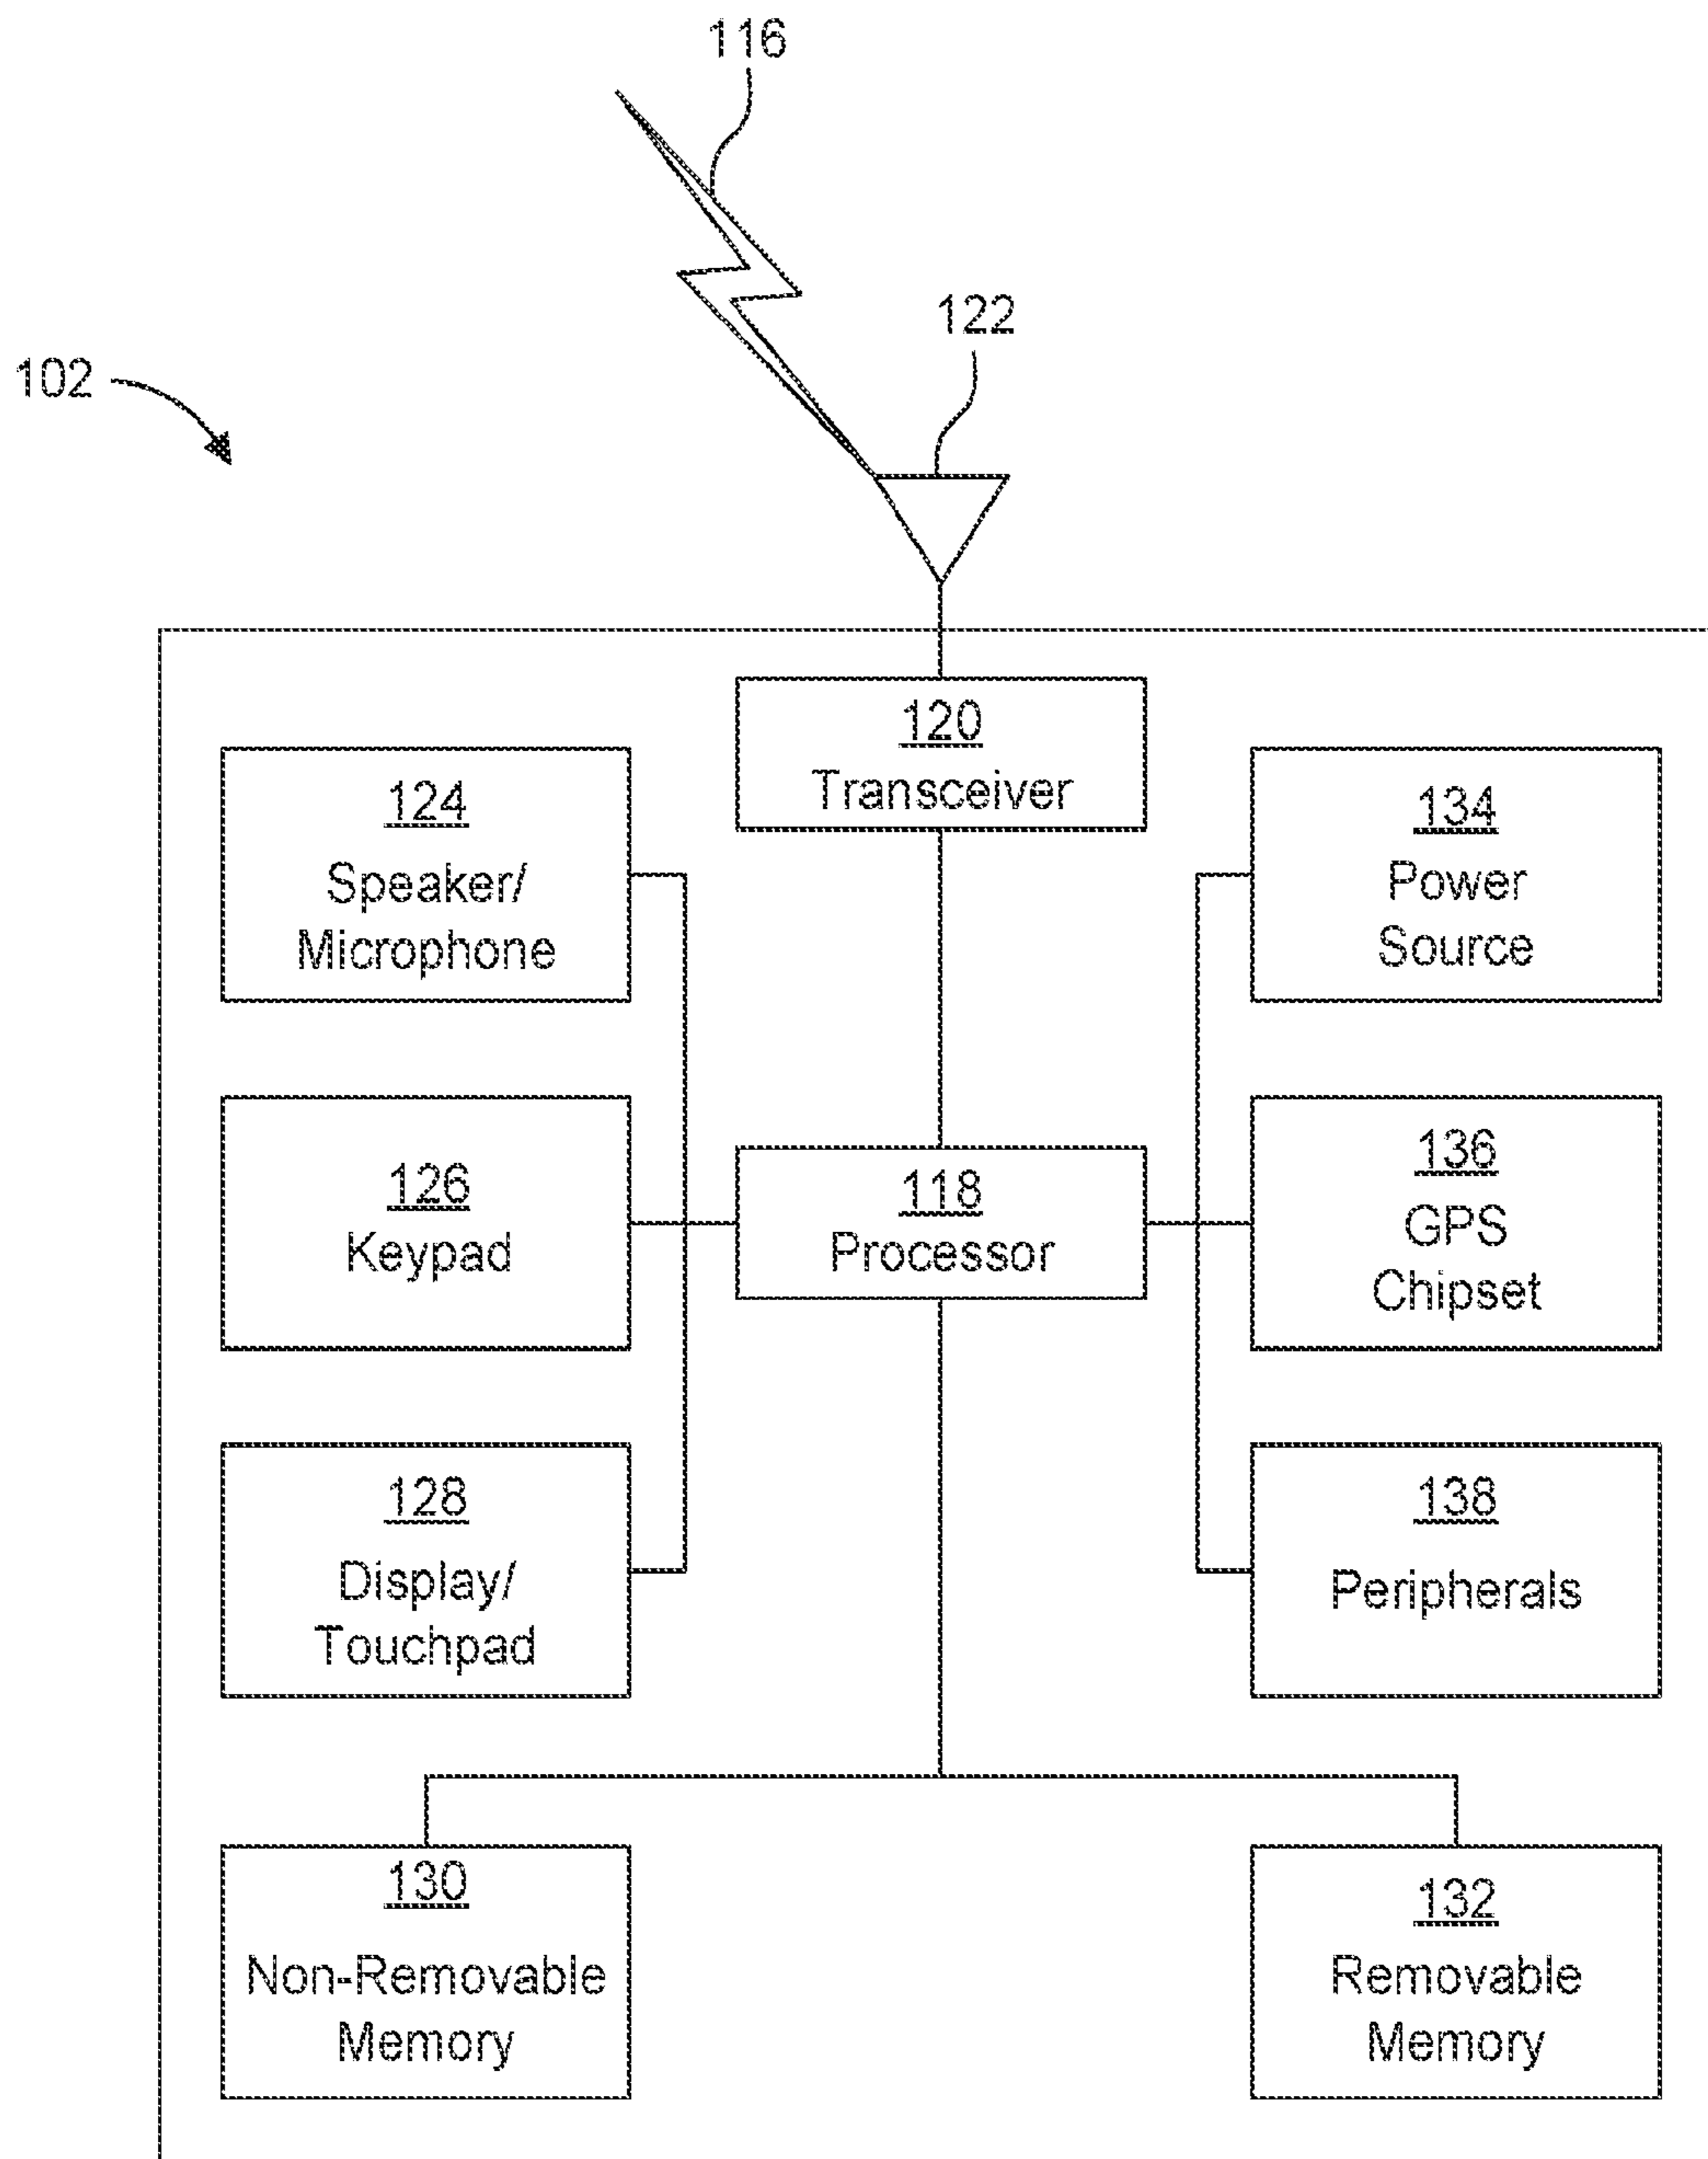 116
122
102
120
Transceiver
124
Speaker/
Microphone
134
Power
Source
126
Keypad
118
Processor
136
GPS
Chipset
128
Display/
Touchpad
138
Peripherals
130
Non-Removable
Memory
132
Removable
Memory